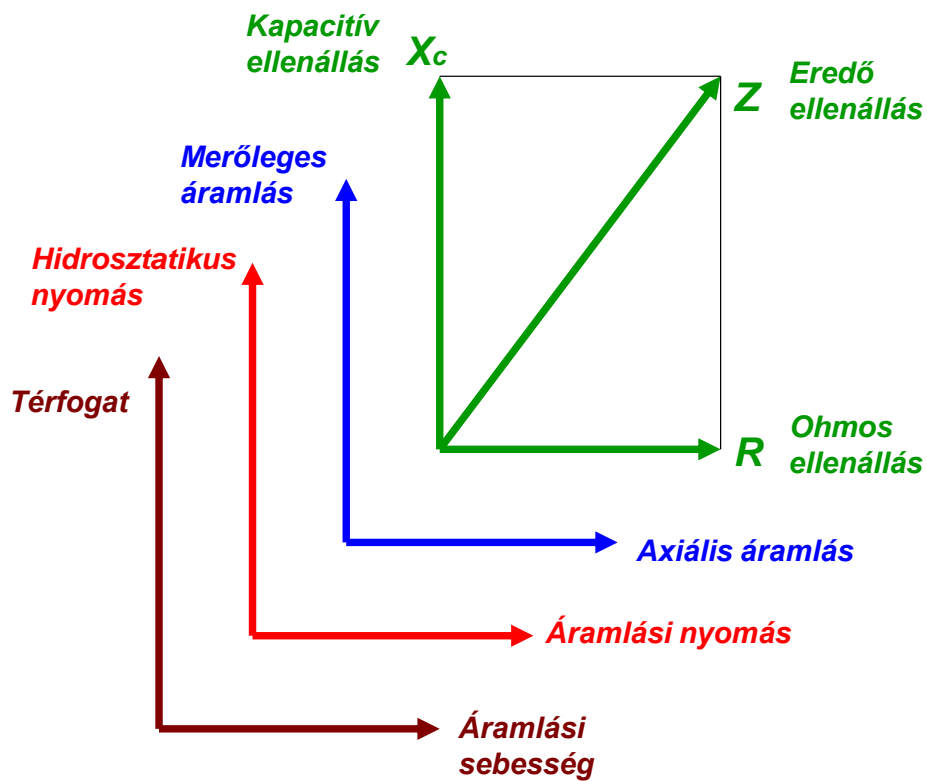 Kapacitív
ellenállás
Xc
Eredő
ellenállás
Z
Merőleges
áramlás
Hidrosztatikus
nyomás
Térfogat
R
Ohmos
ellenállás
Axiális áramlás
Áramlási nyomás
Áramlási
sebesség